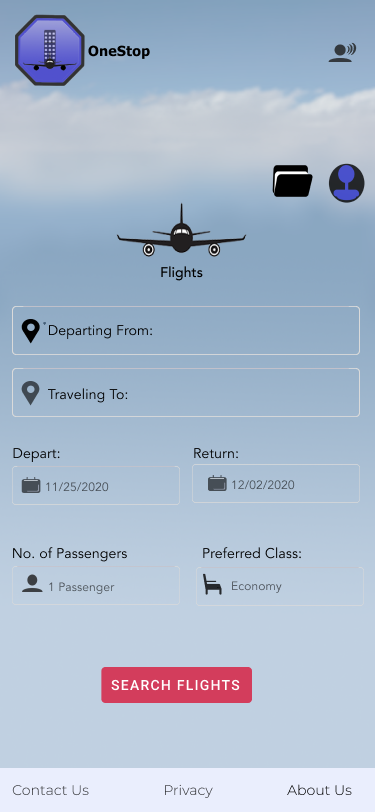 OneStop
Flights
* Departing From:
Traveling To:
Depart: Return:
11/25/2020 12/02/2020
No. of Passengers Preferred Class:
1 Passenger Economy
SEARCH FLIGHTS
Contact Us Privacy About Us